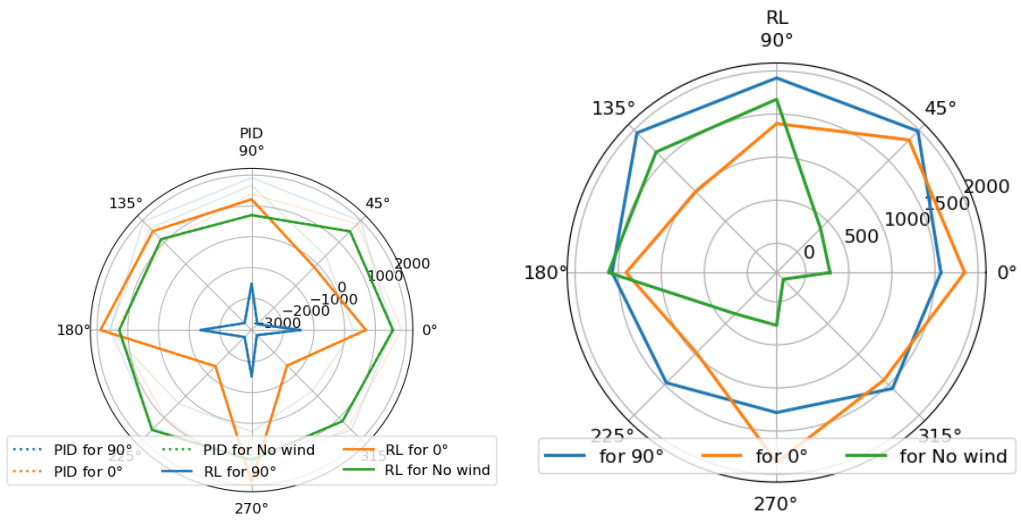 PID
90°
135°
45°
2000
1000
0
−1000
−2000
−3000
180°
0°
225°
315°
PID for 90°
PID for No wind
RL for 0°
PID for 0°
RL for 90°
RL for No wind
270°
RL
90°
135°
45°
2000
1500
1000
500
0
180°
0°
225°
315°
for 90°
for 0°
for No wind
270°